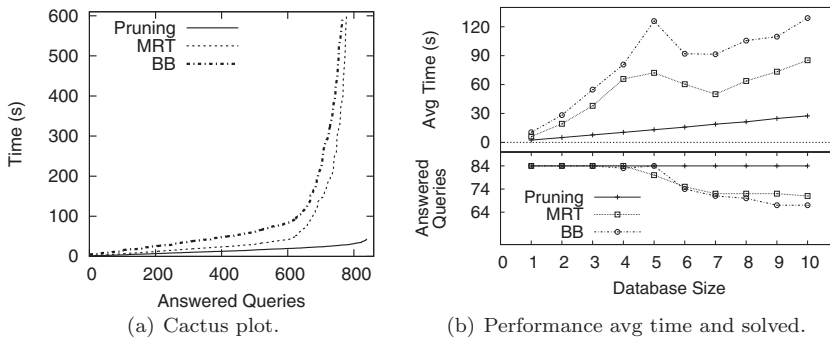 600
500
400
300
200
100
0
Time (s)
Pruning
MRT
BB
0 200 400 600 800
Answered Queries
(a) Cactus plot.
120
90
60
30
0
Avg Time (s)
84
74
64
Answered
Queries
Pruning
MRT
BB
0 1 2 3 4 5 6 7 8 9 10
Database Size
(b) Performance avg time and solved.